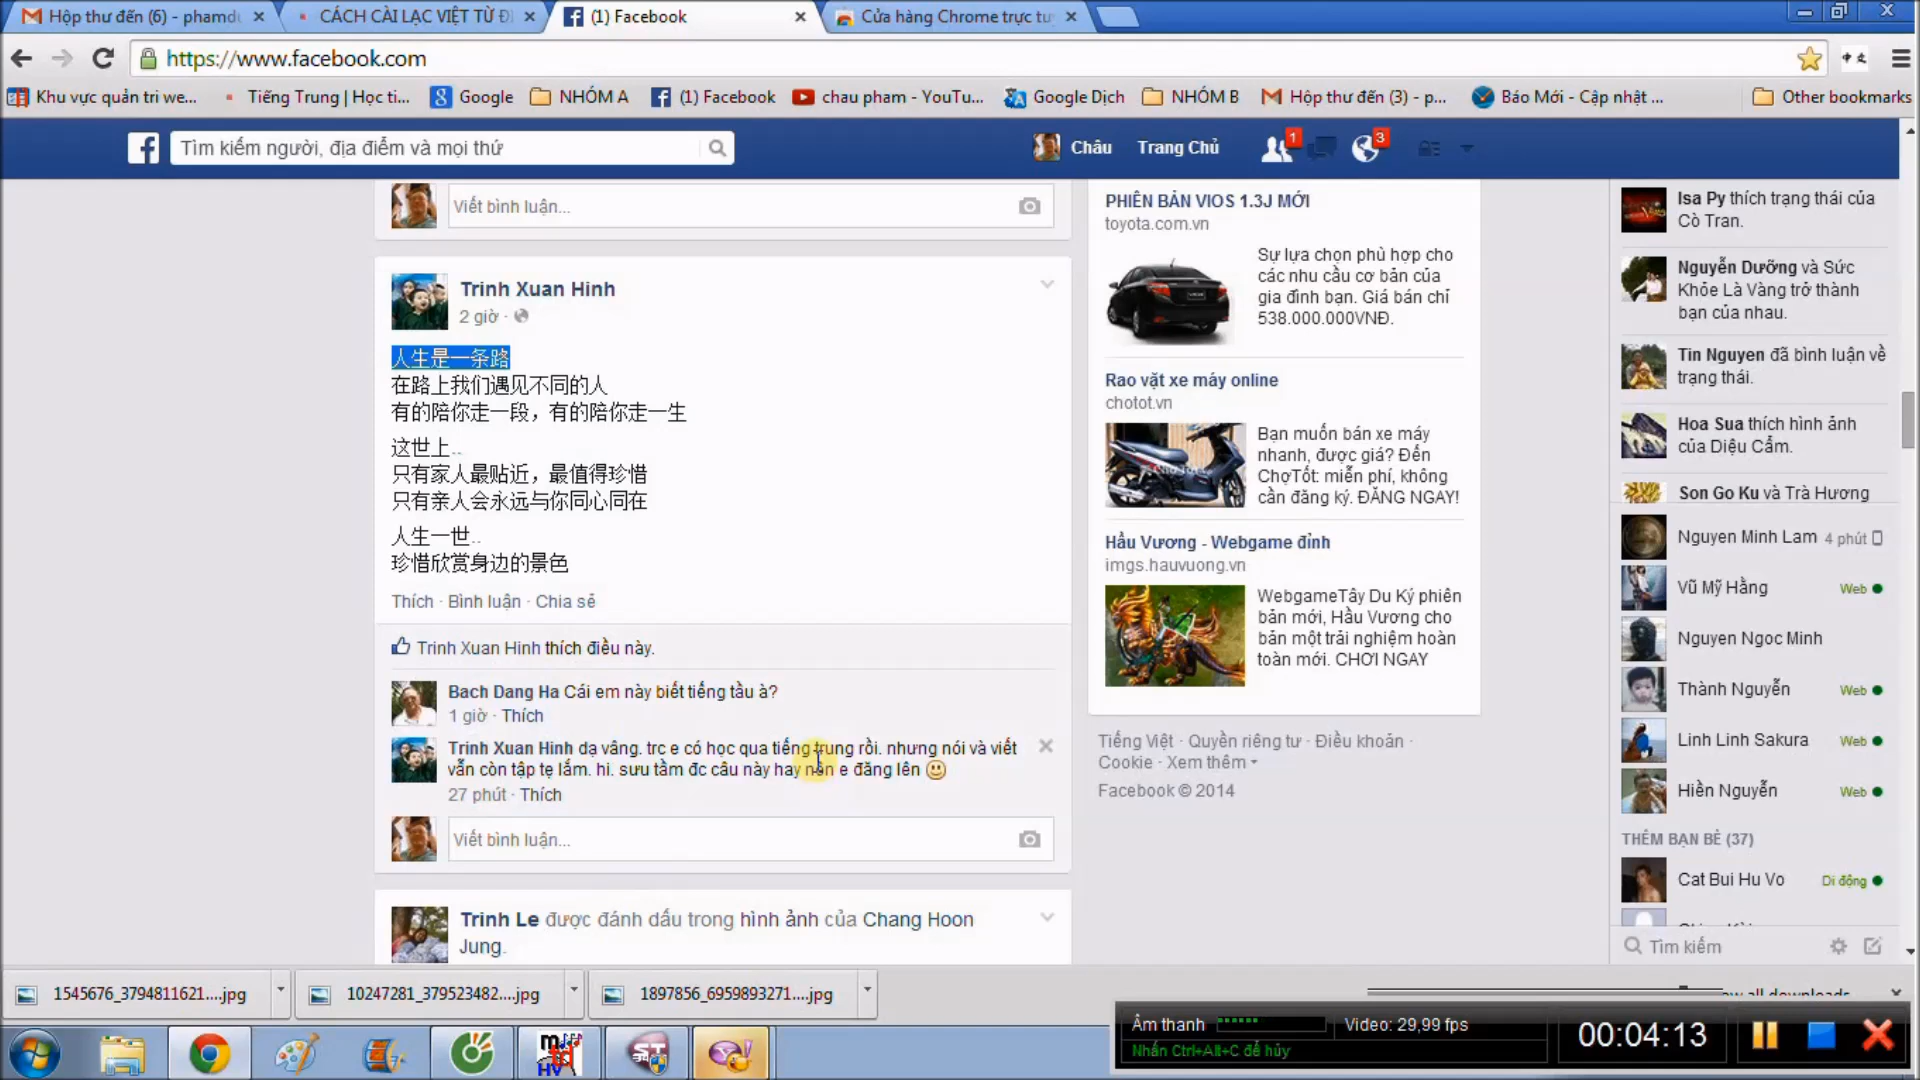 Hộp thư đến (6) - phamdu
CÁCH CÀI LẠC VIỆT TỪ ĐI
(1) Facebook
Cửa hàng Chrome trực tuy
https://www.facebook.com
Khu vực quản tri we...
Tiếng Trung | Học ti...
Google
NHÓM A
(1) Facebook
chau pham - YouTu...
Google Dịch
NHÓM B
Hộp thư đến (3) - p...
Báo Mới - Cập nhật ...
Other bookmarks
Tìm kiếm người, địa điểm và mọi thứ
Châu
Trang Chủ
1
3
Viết bình luận...
Trinh Xuan Hinh
2 giờ ·
人生是一条路
在路上我们遇见不同的人
有的陪你走一段，有的陪你走一生
这世上..
只有家人最贴近，最值得珍惜
只有亲人会永远与你同心同在
人生一世..
珍惜欣赏身边的景色
Thích · Bình luận · Chia sẻ
Trinh Xuan Hinh thích điều này.
Bach Dang Ha Cái em này biết tiếng tầu à?
1 giờ · Thích
Trinh Xuan Hinh dạ vâng. trc e có học qua tiếng trung rồi. nhưng nói và viết
vẫn còn tập tẹ lắm. hi. sưu tầm đc câu này hay nên e đăng lên
27 phút · Thích
Viết bình luận...
Trinh Le được đánh dấu trong hình ảnh của Chang Hoon
Jung.
PHIÊN BẢN VIOS 1.3J MỚI
toyota.com.vn
Sự lựa chọn phù hợp cho
các nhu cầu cơ bản của
gia đình bạn. Giá bán chỉ
538.000.000VNĐ.
Rao vặt xe máy online
chotot.vn
Bạn muốn bán xe máy
nhanh, được giá? Đến
ChợTốt: miễn phí, không
cần đăng ký. ĐĂNG NGAY!
Hầu Vương - Webgame đỉnh
imgs.hauvuong.vn
WebgameTây Du Ký phiên
bản mới, Hầu Vương cho
bản một trải nghiệm hoàn
toàn mới. CHƠI NGAY
Tiếng Việt · Quyền riêng tư · Điều khoản ·
Cookie · Xem thêm
Facebook © 2014
Isa Py thích trạng thái của
Cò Tran.
Nguyễn Dưỡng và Sức
Khỏe Là Vàng trở thành
bạn của nhau.
Tin Nguyen đã bình luận về
trạng thái.
Hoa Sua thích hình ảnh
của Diệu Cẩm.
Son Go Ku và Trà Hương
Nguyen Minh Lam 4 phút
Vũ Mỹ Hằng Web
Nguyen Ngoc Minh
Thành Nguyễn Web
Linh Linh Sakura Web
Hiền Nguyễn Web
THÊM BẠN BÈ (37)
Cat Bui Hu Vo Di động
Tìm kiếm
1545676_3794811621....jpg
10247281_379523482....jpg
1897856_6959893271....jpg
Âm thanh
Video: 29,99 fps
Nhấn Ctrl+Alt+C để hủy
00:04:13